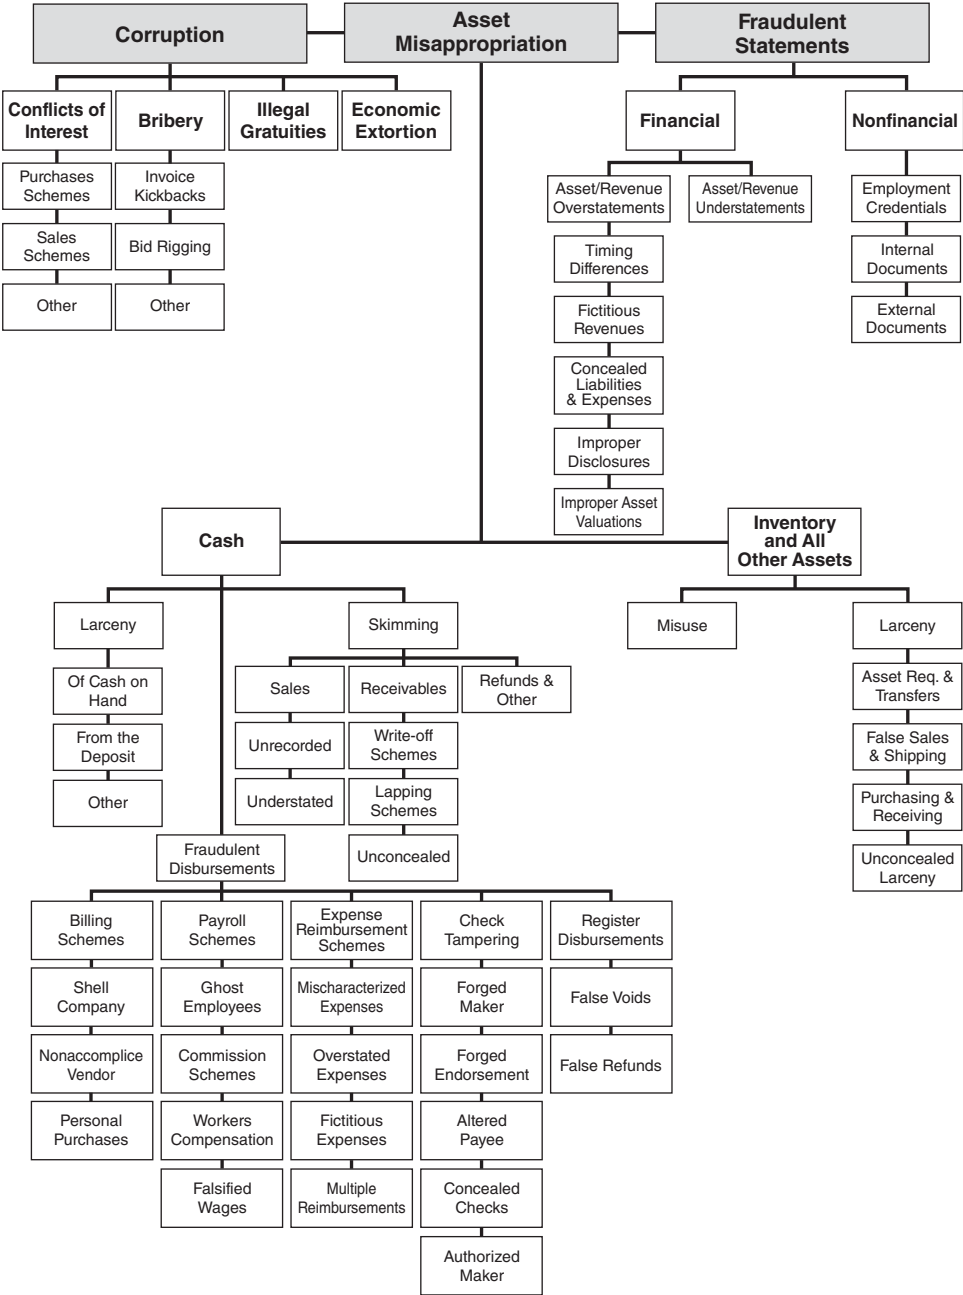 Corruption
Asset
Misappropriation
Fraudulent
Statements
Conflicts of
Interest
Bribery
Illegal
Gratuities
Economic
Extortion
Financial
Nonfinancial
Purchases
Schemes
Invoice
Kickbacks
Sales
Schemes
Bid Rigging
Other
Other
Asset/Revenue
Overstatements
Asset/Revenue
Understatements
Timing
Differences
Fictitious
Revenues
Concealed
Liabilities
& Expenses
Improper
Disclosures
Improper Asset
Valuations
Employment
Credentials
Internal
Documents
External
Documents
Cash
Inventory
and All
Other Assets
Larceny
Of Cash on
Hand
From the
Deposit
Other
Skimming
Sales
Unrecorded
Understated
Receivables
Write-off
Schemes
Lapping
Schemes
Unconcealed
Refunds &
Other
Misuse
Larceny
Asset Req. &
Transfers
False Sales
& Shipping
Purchasing &
Receiving
Unconcealed
Larceny
Fraudulent
Disbursements
Billing
Schemes
Shell
Company
Nonaccomplice
Vendor
Personal
Purchases
Payroll
Schemes
Ghost
Employees
Commission
Schemes
Workers
Compensation
Falsified
Wages
Expense
Reimbursement
Schemes
Mischaracterized
Expenses
Overstated
Expenses
Fictitious
Expenses
Multiple
Reimbursements
Check
Tampering
Forged
Maker
Forged
Endorsement
Altered
Payee
Concealed
Checks
Authorized
Maker
Register
Disbursements
False Voids
False Refunds